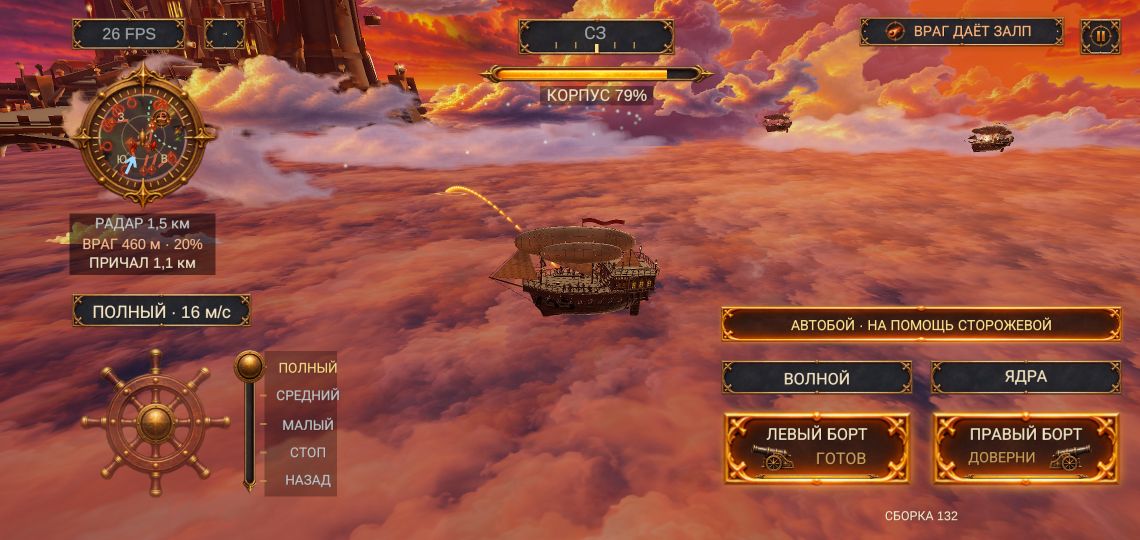 26 FPS
СЗ
ВРАГ ДАЁТ ЗАЛП
КОРПУС 79%
З
Ю
В
РАДАР 1,5 км
ВРАГ 460 м · 20%
ПРИЧАЛ 1,1 км
ПОЛНЫЙ · 16 м/с
ПОЛНЫЙ
СРЕДНИЙ
МАЛЫЙ
СТОП
НАЗАД
АВТОБОЙ · НА ПОМОЩЬ СТОРОЖЕВОЙ
ВОЛНОЙ
ЯДРА
ЛЕВЫЙ БОРТ
ГОТОВ
ПРАВЫЙ БОРТ
ДОВЕРНИ
СБОРКА 132